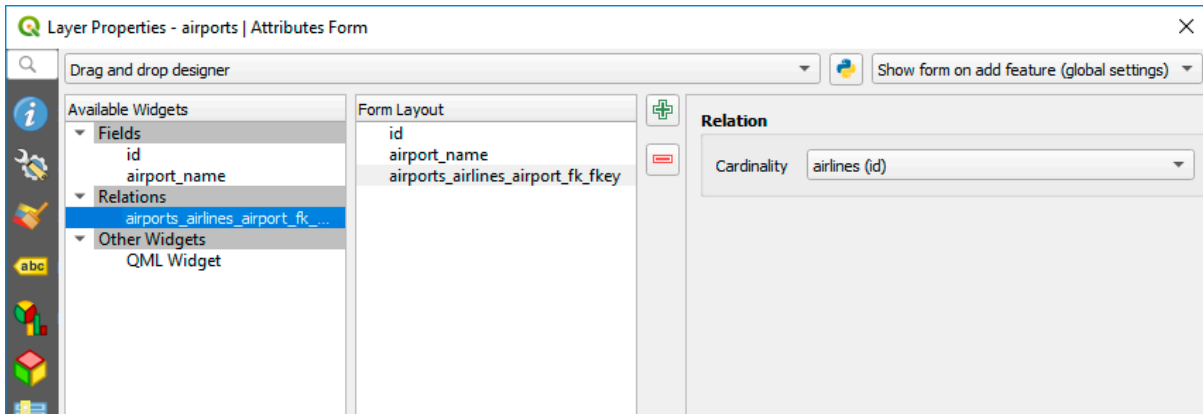 Layer Properties - airports | Attributes Form
Drag and drop designer
Show form on add feature (global settings)
Available Widgets
Fields
id
airport_name
Relations
airports_airlines_airport_fk_...
Other Widgets
QML Widget
Form Layout
id
airport_name
airports_airlines_airport_fk_fkey
Relation
Cardinality airlines (id)
abc